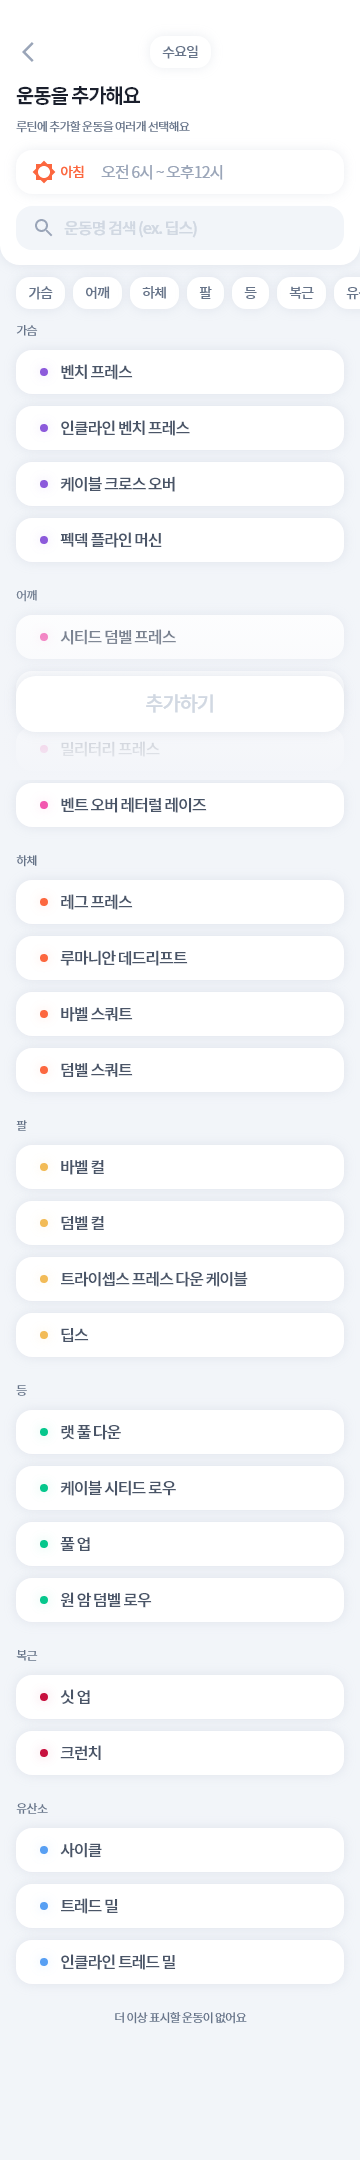 수요일
운동을 추가해요
루틴에 추가할 운동을 여러개 선택해요
아침 오전 6시 ~ 오후12시
운동명 검색 (ex. 딥스)
가슴 어깨 하체 팔 등 복근
가슴
벤치 프레스
인클라인 벤치 프레스
케이블 크로스 오버
펙덱 플라인 머신
어깨
시티드 덤벨 프레스
추가하기
밀리터리 프레스
벤트 오버 레터럴 레이즈
하체
레그 프레스
루마니안 데드리프트
바벨 스쿼트
덤벨 스쿼트
팔
바벨 컬
덤벨 컬
트라이셉스 프레스 다운 케이블
딥스
등
랫 풀 다운
케이블 시티드 로우
풀 업
원 암 덤벨 로우
복근
싯 업
크런치
유산소
사이클
트레드 밀
인클라인 트레드 밀
더 이상 표시할 운동이 없어요